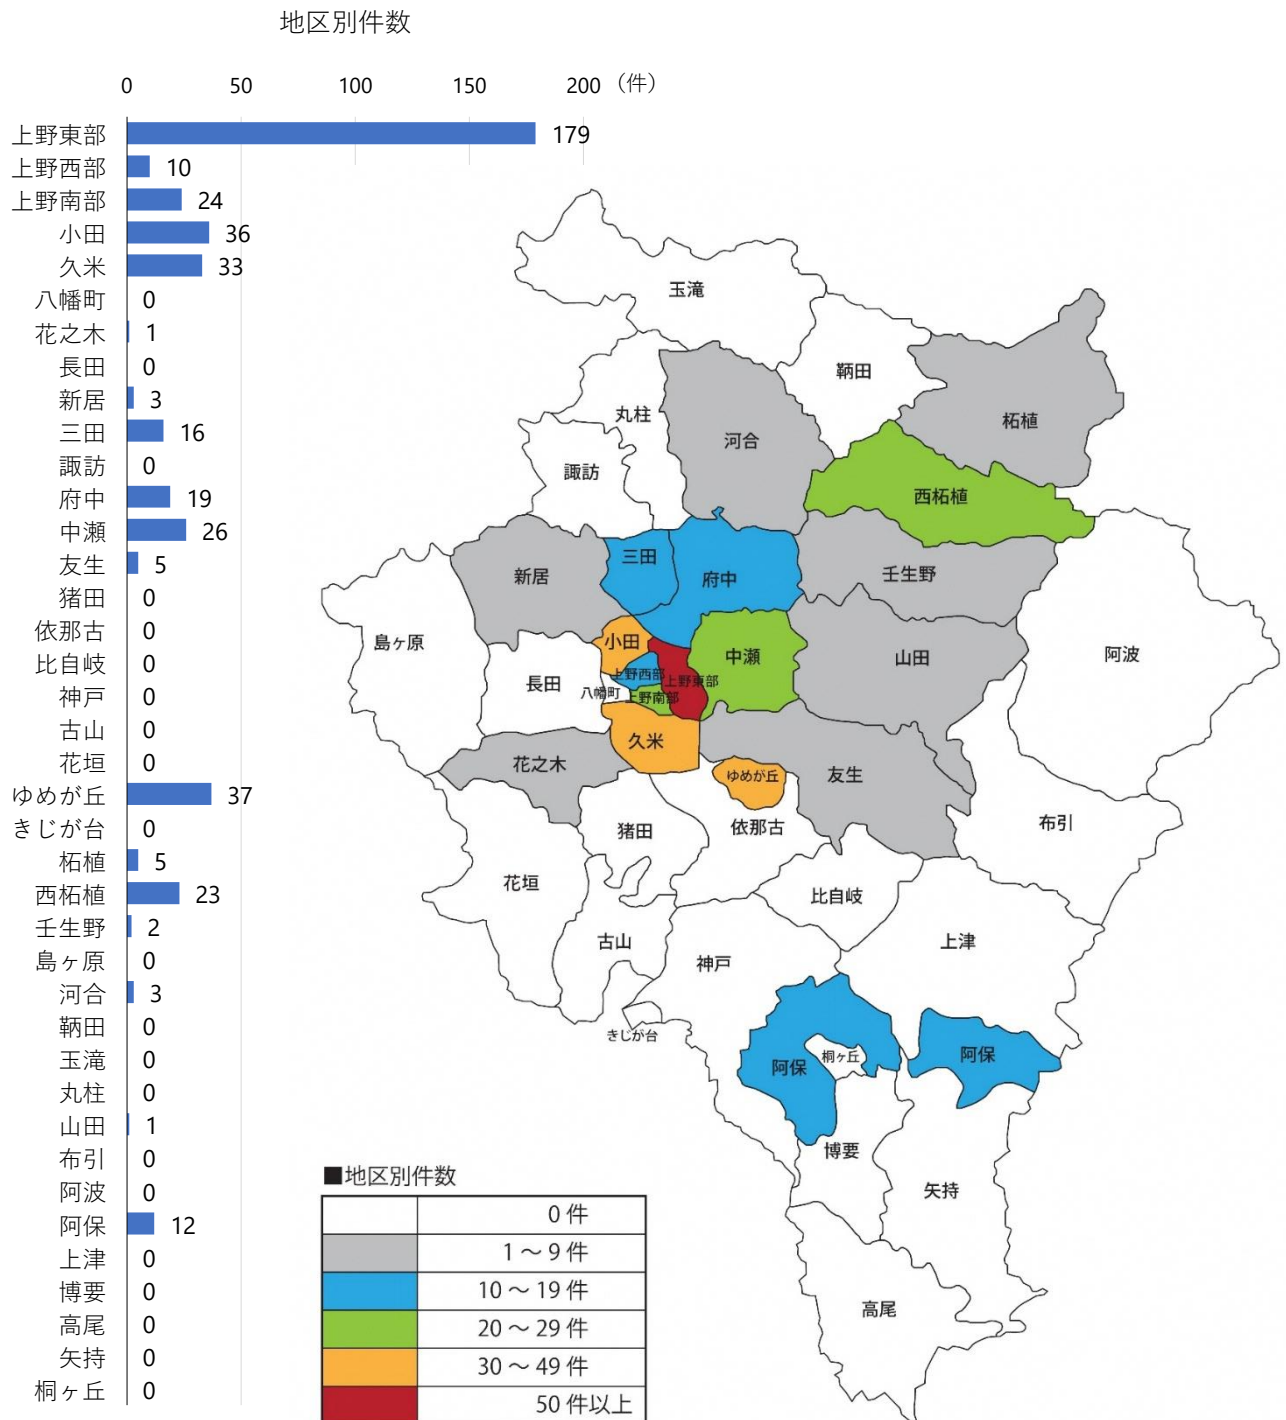 地区別件数
0 50 100 150 200 （件）
上野東部 179
上野西部 10
上野南部 24
小田 36
久米 33
八幡町 0
花之木 1
長田 0
新居 3
三田 16
諏訪 0
府中 19
中瀬 26
友生 5
猪田 0
依那古 0
比自岐 0
神戸 0
古山 0
花垣 0
ゆめが丘 37
きじが台 0
柘植 5
西柘植 23
壬生野 2
島ヶ原 0
河合 3
鞆田 0
玉滝 0
丸柱 0
山田 1
布引 0
阿波 0
阿保 12
上津 0
博要 0
高尾 0
矢持 0
桐ヶ丘 0
玉滝
鞆田
柘植
丸柱
河合
諏訪
西柘植
三田
新居
府中
壬生野
小田
島ヶ原
中瀬
山田
阿波
上野西部
上野東部
長田
八幡町
上野南部
久米
花之木
ゆめが丘
友生
布引
猪田
依那古
花垣
比自岐
古山
上津
神戸
きじが台
桐ヶ丘
阿保
阿保
博要
矢持
高尾
■地区別件数
0 件
1 ～ 9 件
10 ～ 19 件
20 ～ 29 件
30 ～ 49 件
50 件以上